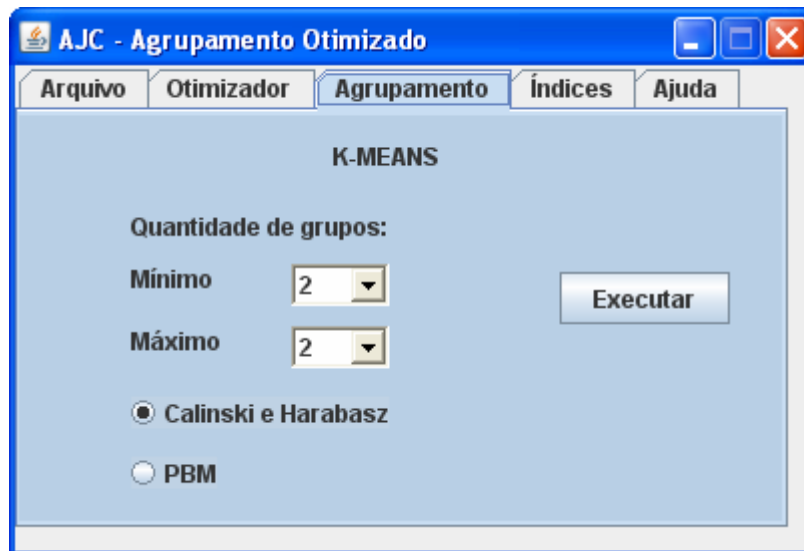 AJC - Agrupamento Otimizado
Arquivo Otimizador Agrupamento Índices Ajuda
K-MEANS
Quantidade de grupos:
Mínimo 2
Executar
Máximo 2
Calinski e Harabasz
PBM